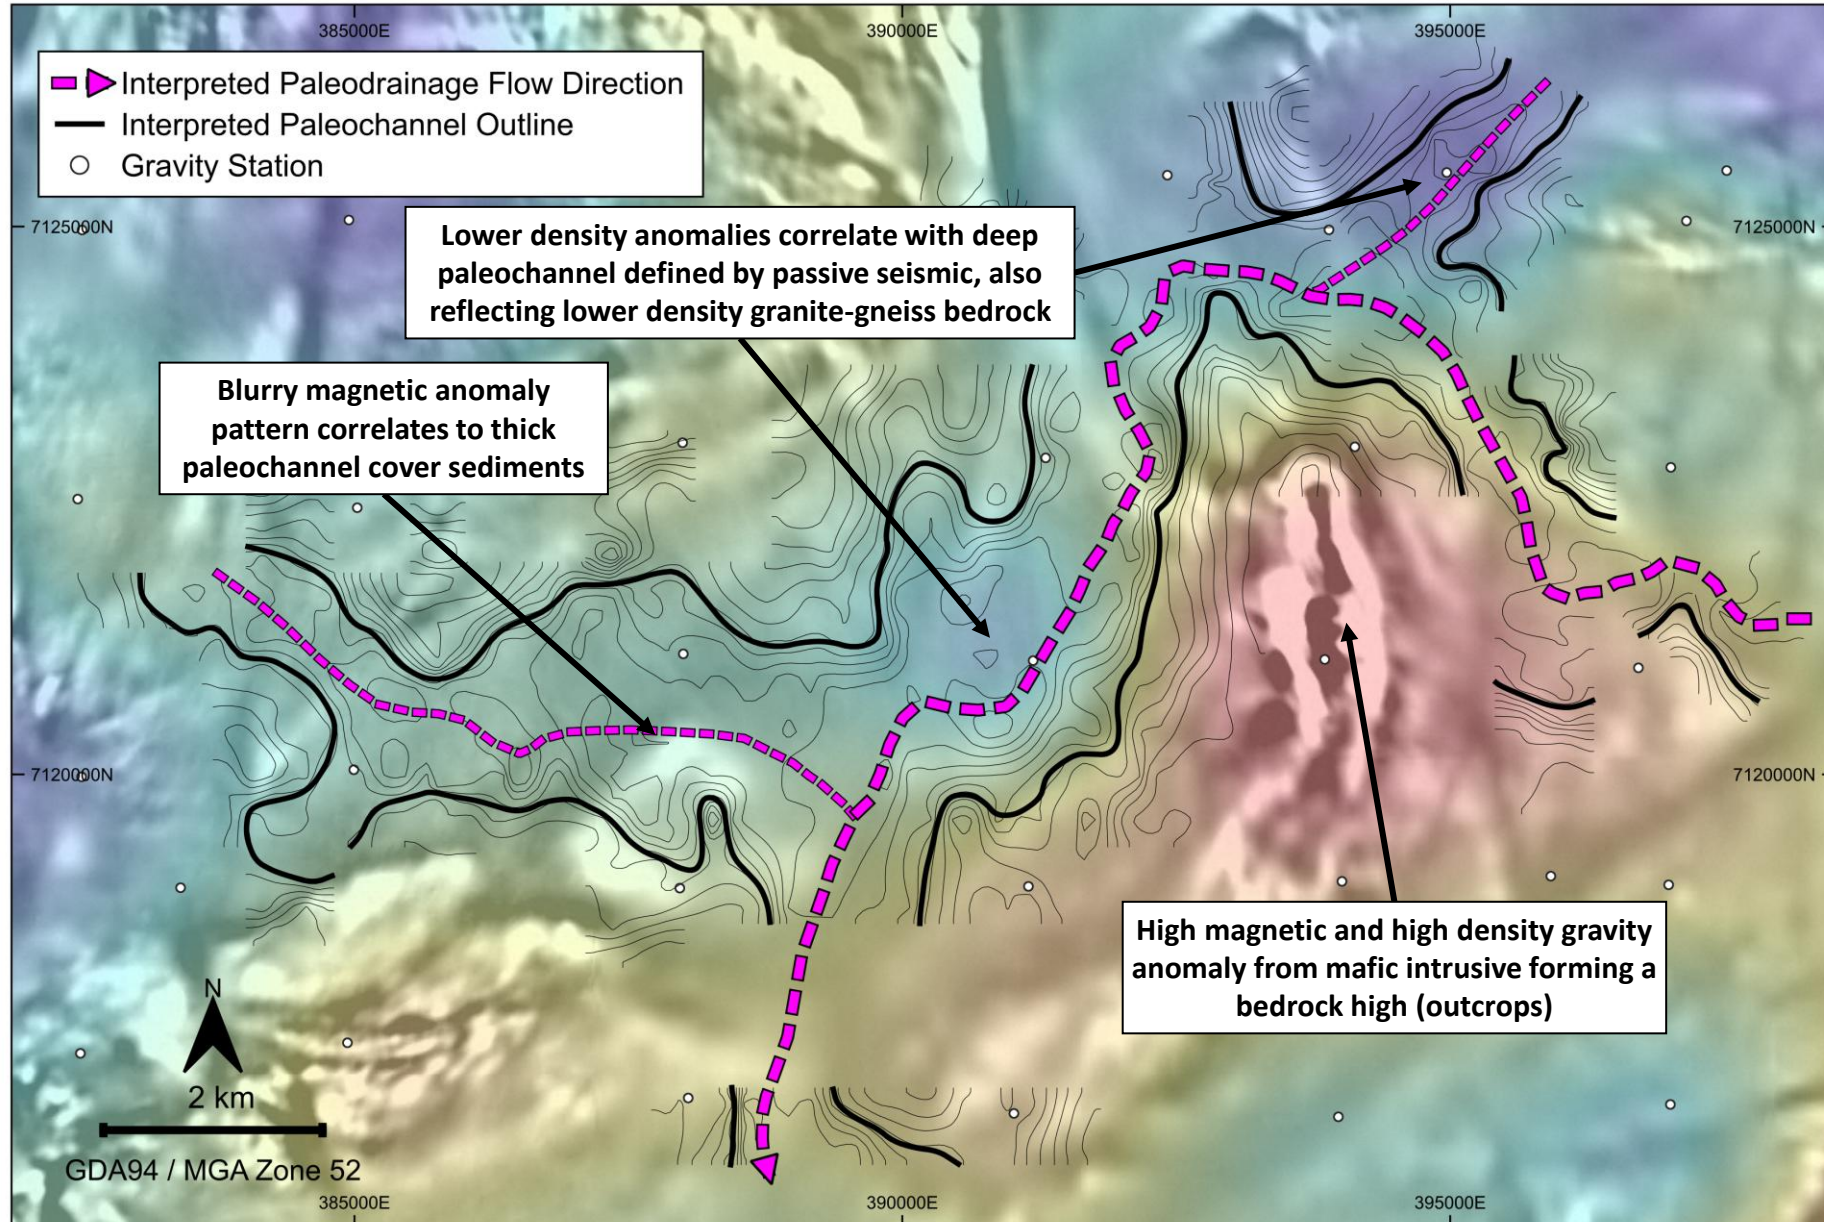 385000E
390000E
395000E
Interpreted Paleodrainage Flow Direction
Interpreted Paleochannel Outline
Gravity Station
7125000N
7125000N
Lower density anomalies correlate with deep
paleochannel defined by passive seismic, also
reflecting lower density granite-gneiss bedrock
Blurry magnetic anomaly
pattern correlates to thick
paleochannel cover sediments
7120000N
7120000N
High magnetic and high density gravity
anomaly from mafic intrusive forming a
bedrock high (outcrops)
N
2 km
GDA94 / MGA Zone 52
385000E
390000E
395000E